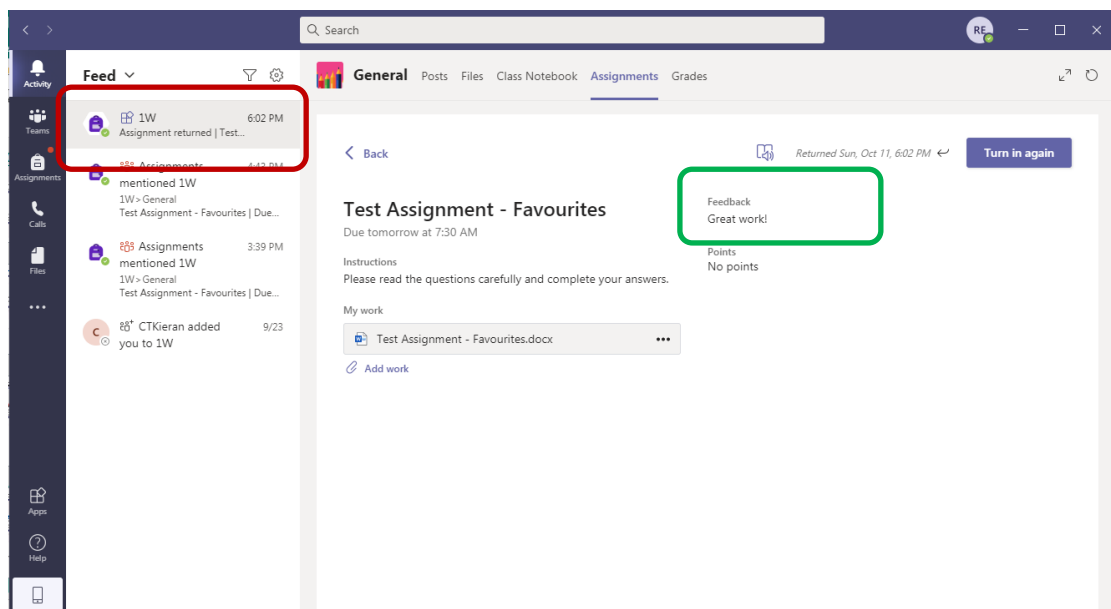 Search
RE
Activity
Teams
Assignments
Calls
Files
Apps
Help
Feed
1W 6:02 PM
Assignment returned | Test...
Assignments 4:43 PM
mentioned 1W
1W > General
Test Assignment - Favourites | Due...
Assignments 3:39 PM
mentioned 1W
1W > General
Test Assignment - Favourites | Due...
C
CTKieran added 9/23
you to 1W
General Posts Files Class Notebook Assignments Grades
Back
Returned Sun, Oct 11, 6:02 PM
Turn in again
Test Assignment - Favourites
Due tomorrow at 7:30 AM
Instructions
Please read the questions carefully and complete your answers.
My work
Test Assignment - Favourites.docx
Add work
Feedback
Great work!
Points
No points